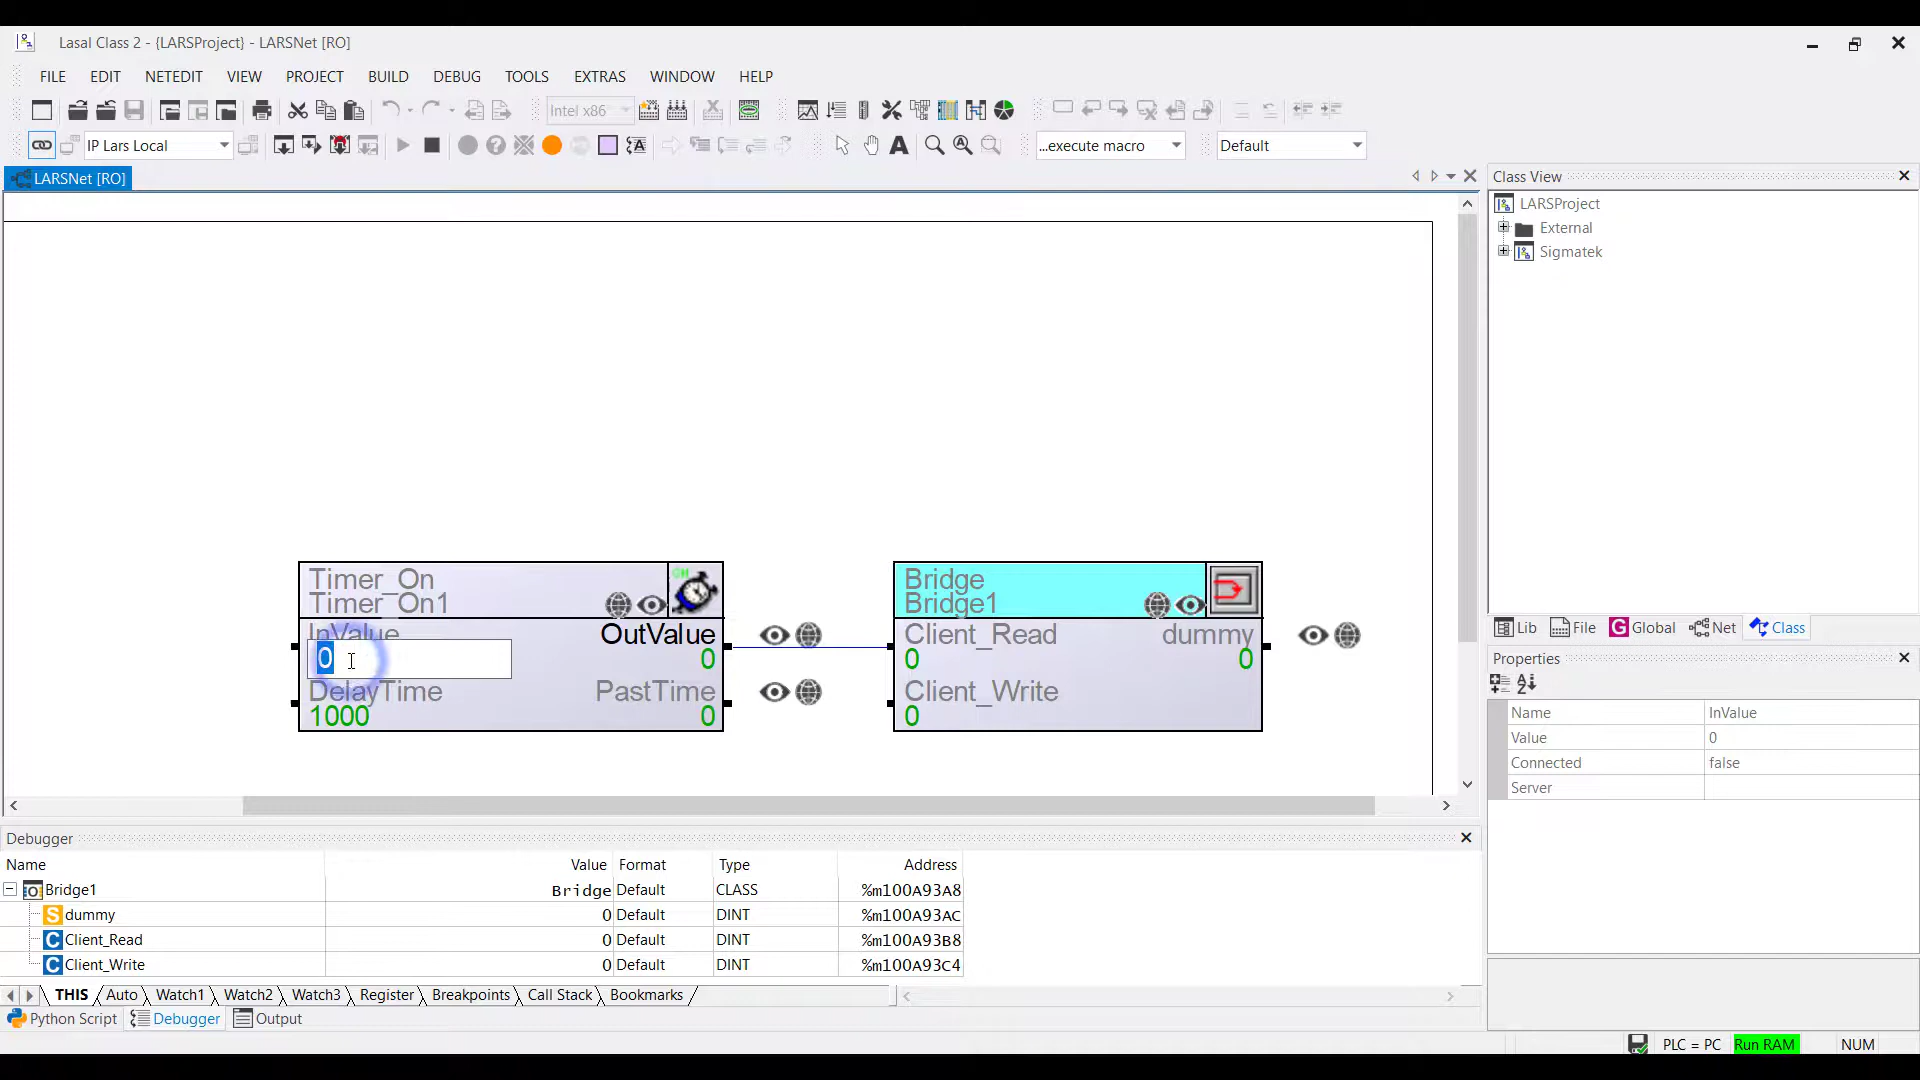 Lasal Class 2 - {LARSProject} - LARSNet [RO]
FILE EDIT NETEDIT VIEW PROJECT BUILD DEBUG TOOLS EXTRAS WINDOW HELP
Intel x86
IP Lars Local
...execute macro
Default
LARSNet [RO]
Timer_On
Timer_On1
InValue
0
OutValue
0
DelayTime
1000
PastTime
0
Bridge
Bridge1
Client_Read
0
dummy
0
Client_Write
0
Class View
LARSProject
External
Sigmatek
Lib File Global Net Class
Properties
Name InValue
Value 0
Connected false
Server
Debugger
Name Value Format Type Address
Bridge1 Bridge Default CLASS %m100A93A8
S dummy 0 Default DINT %m100A93AC
C Client_Read 0 Default DINT %m100A93B8
C Client_Write 0 Default DINT %m100A93C4
THIS Auto Watch1 Watch2 Watch3 Register Breakpoints Call Stack Bookmarks
Python Script Debugger Output
PLC = PC Run RAM NUM